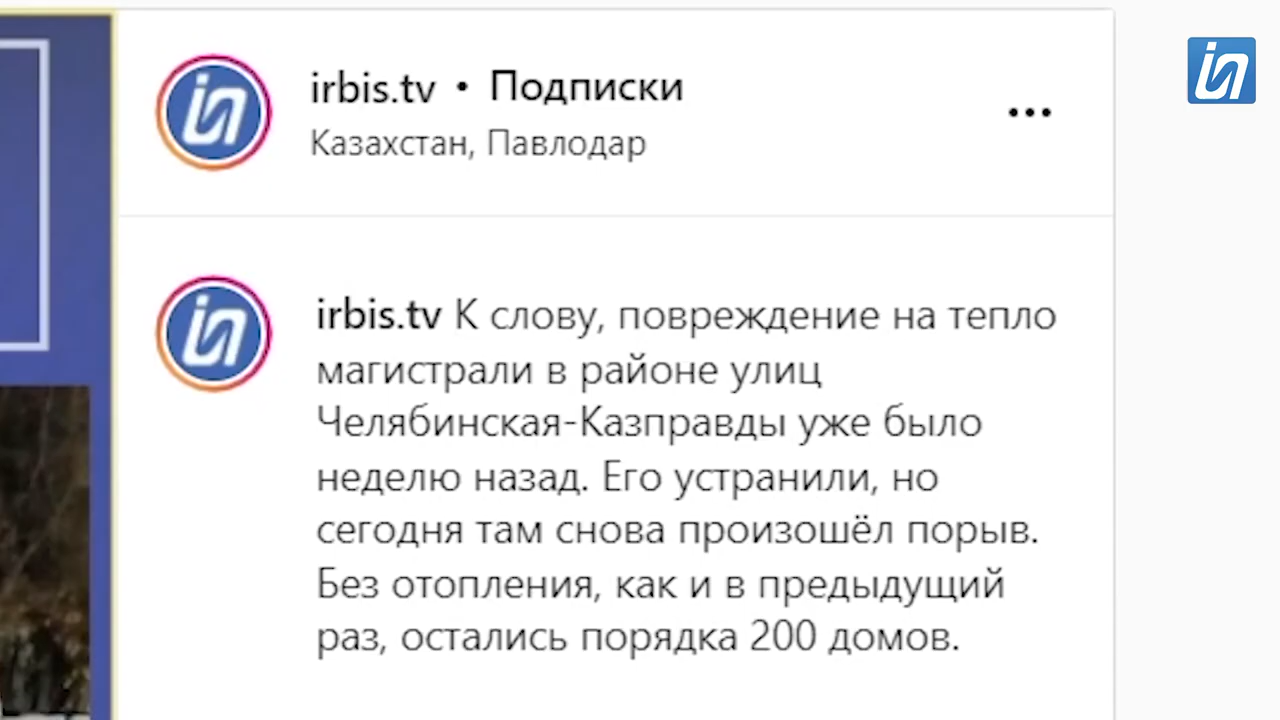 irbis.tv • Подписки
Казахстан, Павлодар
irbis.tv К слову, повреждение на тепло
магистрали в районе улиц
Челябинская-Казправды уже было
неделю назад. Его устранили, но
сегодня там снова произошёл порыв.
Без отопления, как и в предыдущий
раз, остались порядка 200 домов.